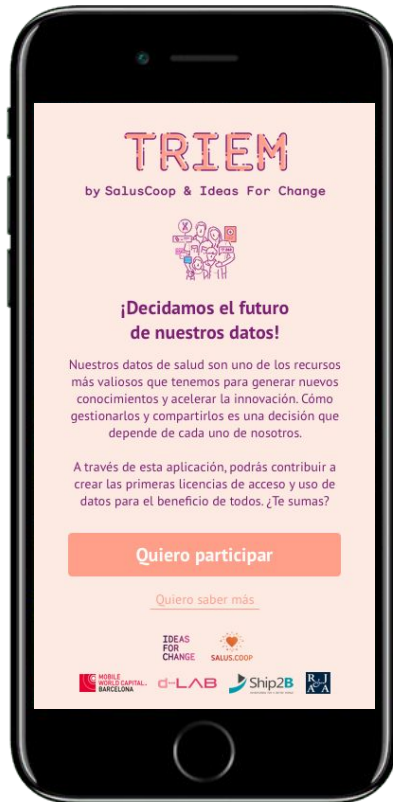 TRIEM
by SalusCoop & Ideas For Change
¡Decidamos el futuro
de nuestros datos!
Nuestros datos de salud son uno de los recursos
más valiosos que tenemos para generar nuevos
conocimientos y acelerar la innovación. Cómo
gestionarlos y compartirlos es una decisión que
depende de cada uno de nosotros.
A través de esta aplicación, podrás contribuir a
crear las primeras licencias de acceso y uso de
datos para el beneficio de todos. ¿Te sumas?
Quiero participar
Quiero saber más
IDEAS
FOR
CHANGE
SALUS.COOP
MOBILE
WORLD CAPITAL.
BARCELONA
d-LAB
Ship2B
R&J
A A